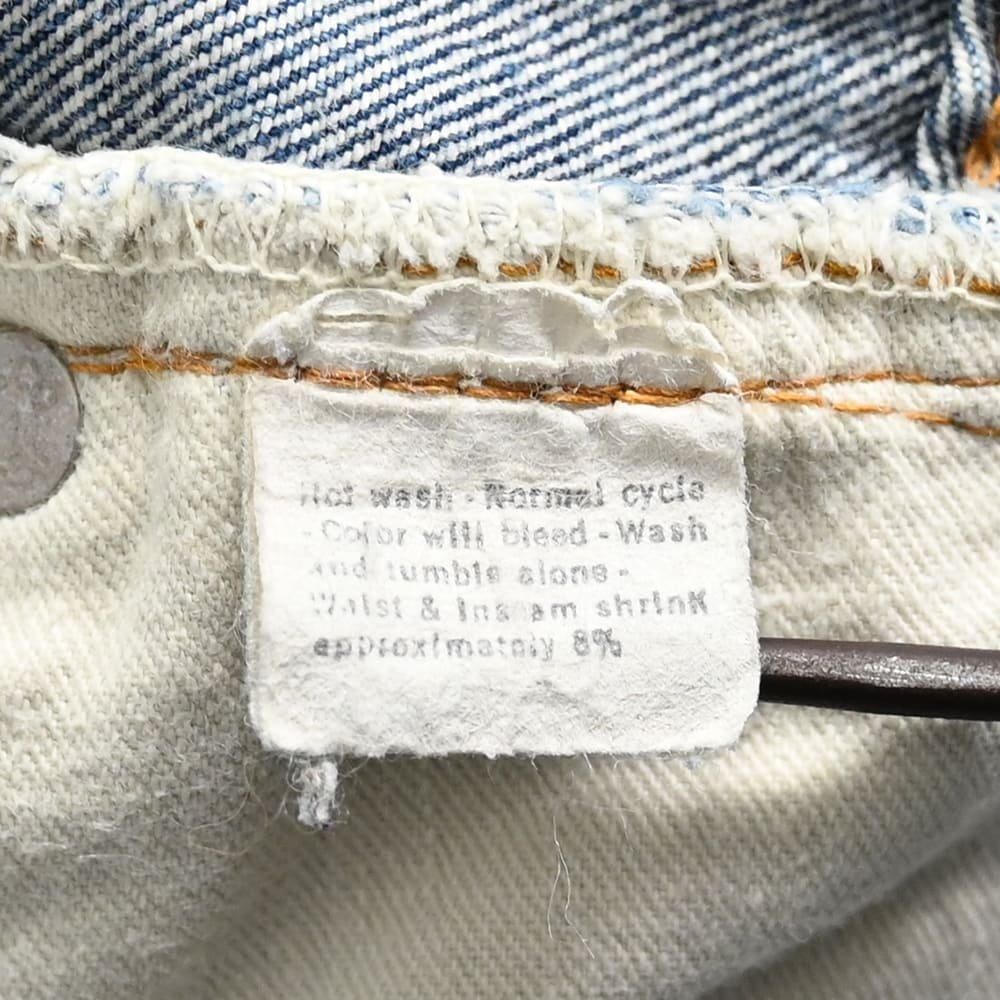 Hot wash - Normal cycle
- Color will bleed - Wash
and tumble alone -
Waist & Inseam shrink
approximately 8%